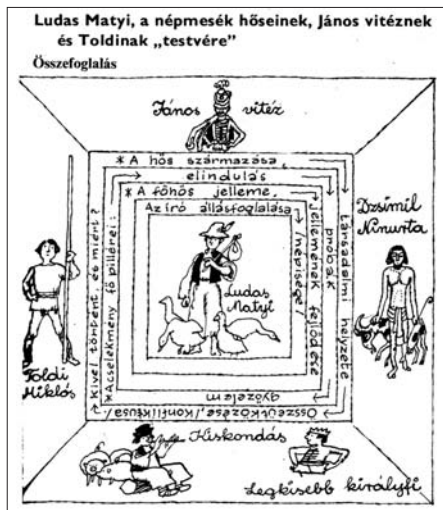 Ludas Matyi, a népmesék hőseinek, János vitéznek
és Toldinak „testvére”
Összefoglalás
János vitéz
* A hős származása,
társadalmi helyzete
Összeütközése, /konfliktusa/
Kivel történt, és miért?
* A cselekmény fő pillérei:
elindulás
próbák
győzelem
* A főhős jelleme,
jellemének fejlődése
Az író állásfoglalása
/népisége/
Ludas
Matyi
Dzsimil
Ninurta
Toldi
Miklós
Kiskondás
Legkisebb királyfi